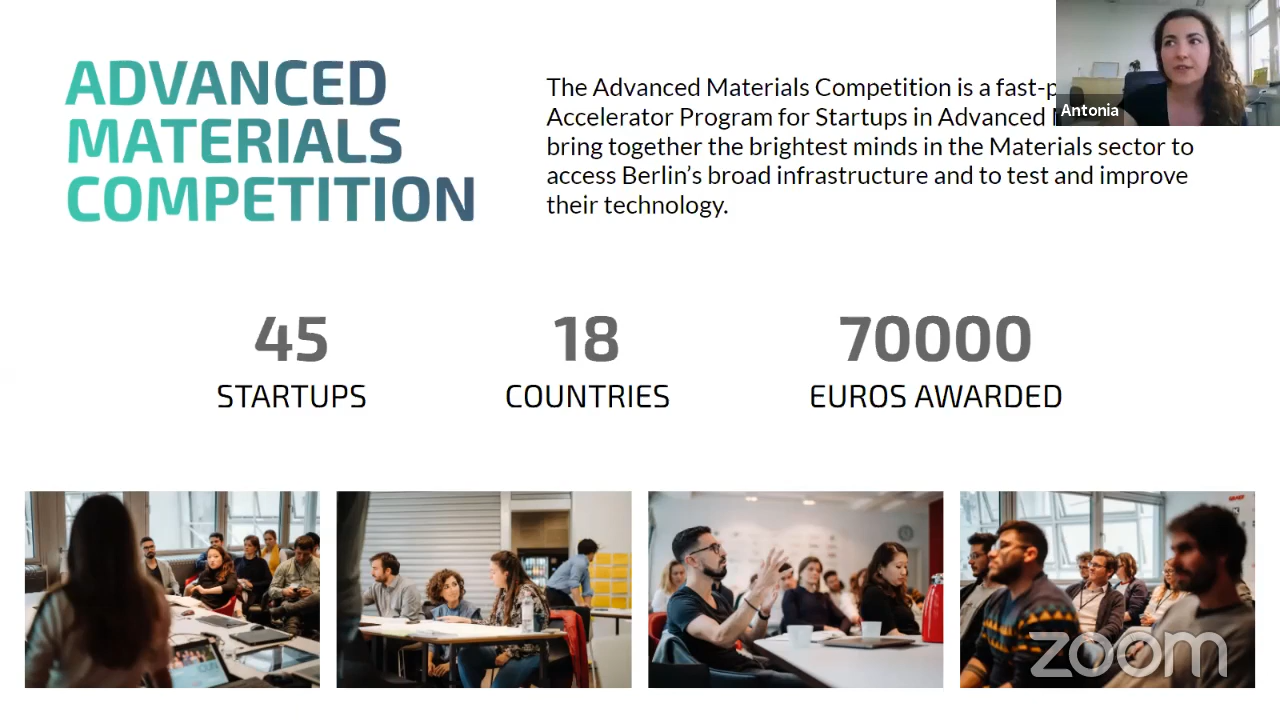 ADVANCED
MATERIALS
COMPETITION
The Advanced Materials Competition is a fast-p
Accelerator Program for Startups in Advanced
bring together the brightest minds in the Materials sector to
access Berlin's broad infrastructure and to test and improve
their technology.
Antonia
45
STARTUPS
18
COUNTRIES
70000
EUROS AWARDED
zoom